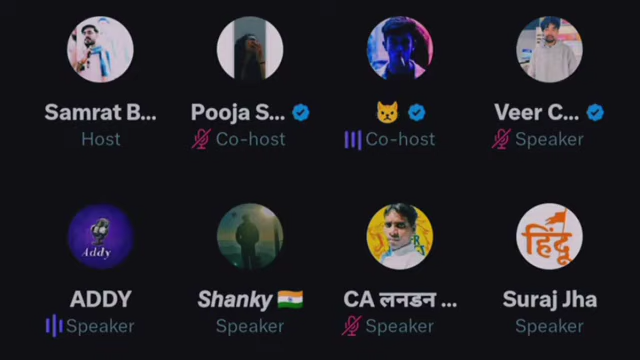 Samrat B... Pooja S... 😾 Veer C...
Host Co-host Co-host Speaker
Addy हिंदू
ADDY Shanky 🇮🇳 CA लनडन ... Suraj Jha
Speaker Speaker Speaker Speaker